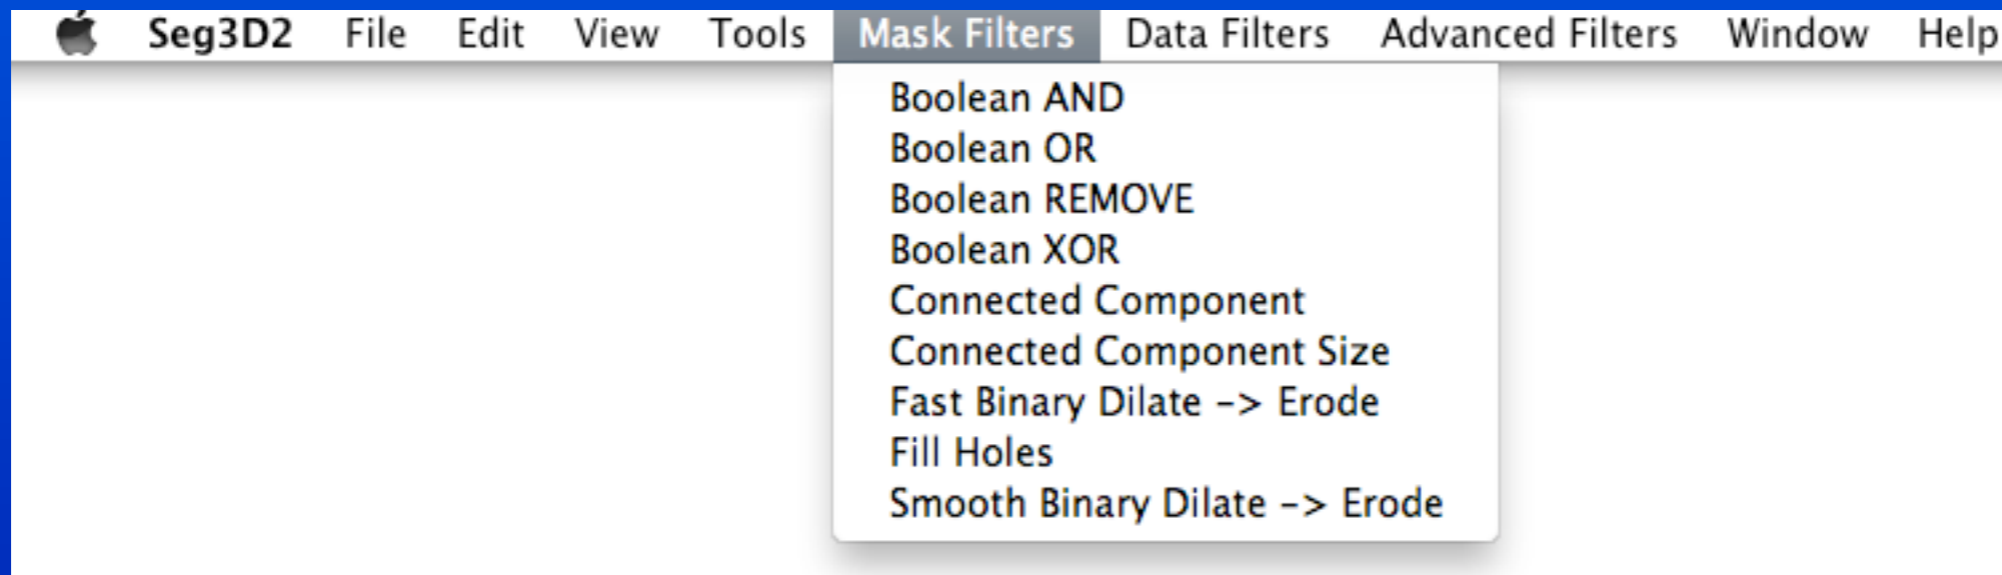 Seg3D2 File Edit View Tools Mask Filters Data Filters Advanced Filters Window Help
Boolean AND
Boolean OR
Boolean REMOVE
Boolean XOR
Connected Component
Connected Component Size
Fast Binary Dilate -> Erode
Fill Holes
Smooth Binary Dilate -> Erode